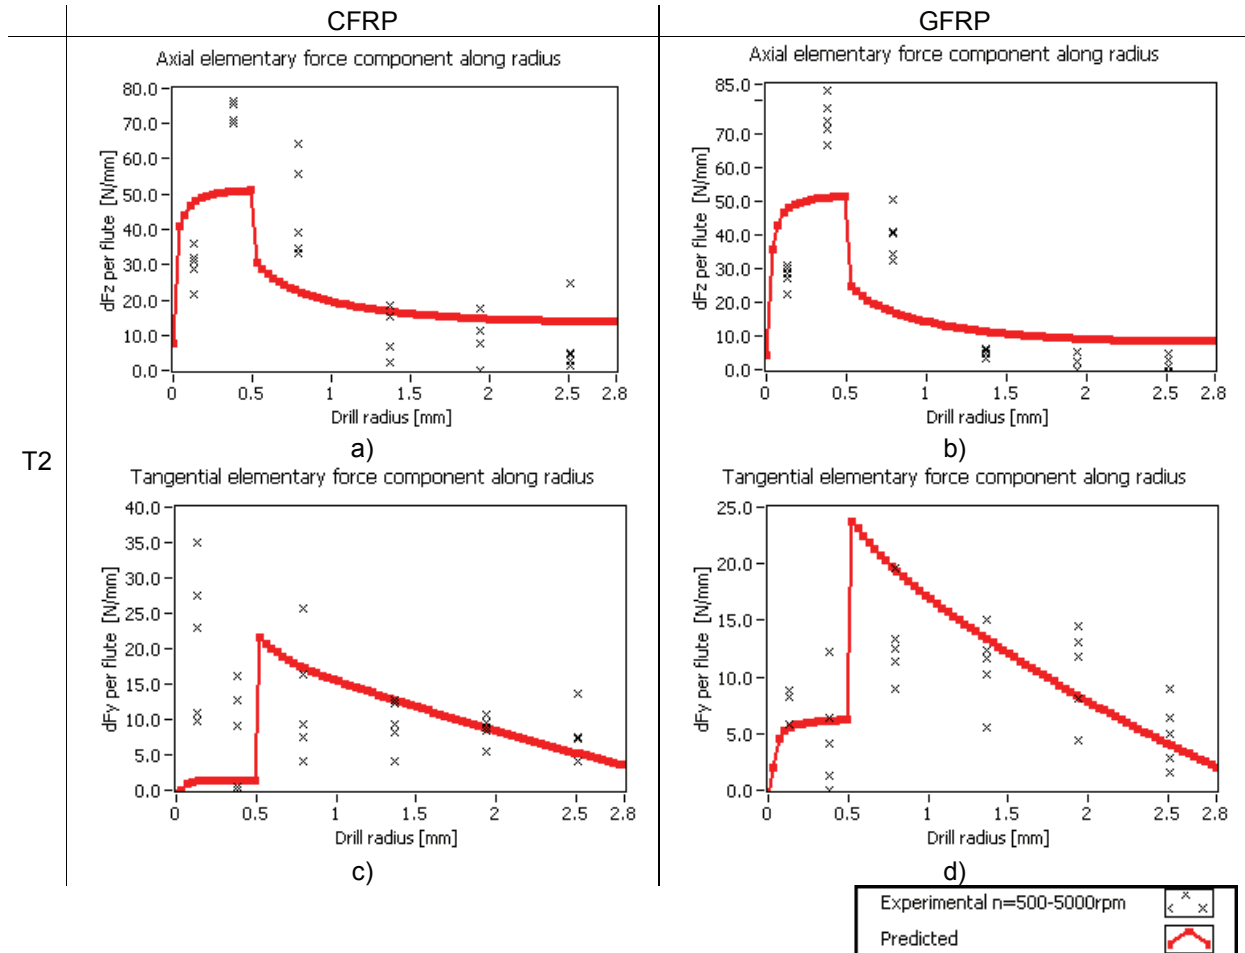 CFRP
GFRP
T2
Axial elementary force component along radius
dFz per flute [N/mm]
80.0
70.0
60.0
50.0
40.0
30.0
20.0
10.0
0.0
0 0.5 1 1.5 2 2.5 2.8
Drill radius [mm]
a)
Axial elementary force component along radius
dFz per flute [N/mm]
85.0
70.0
60.0
50.0
40.0
30.0
20.0
10.0
0.0
0 0.5 1 1.5 2 2.5 2.8
Drill radius [mm]
b)
Tangential elementary force component along radius
dFy per flute [N/mm]
40.0
35.0
30.0
25.0
20.0
15.0
10.0
5.0
0.0
0 0.5 1 1.5 2 2.5 2.8
Drill radius [mm]
c)
Tangential elementary force component along radius
dFy per flute [N/mm]
25.0
20.0
15.0
10.0
5.0
0.0
0 0.5 1 1.5 2 2.5 2.8
Drill radius [mm]
d)
Experimental n=500-5000rpm
Predicted